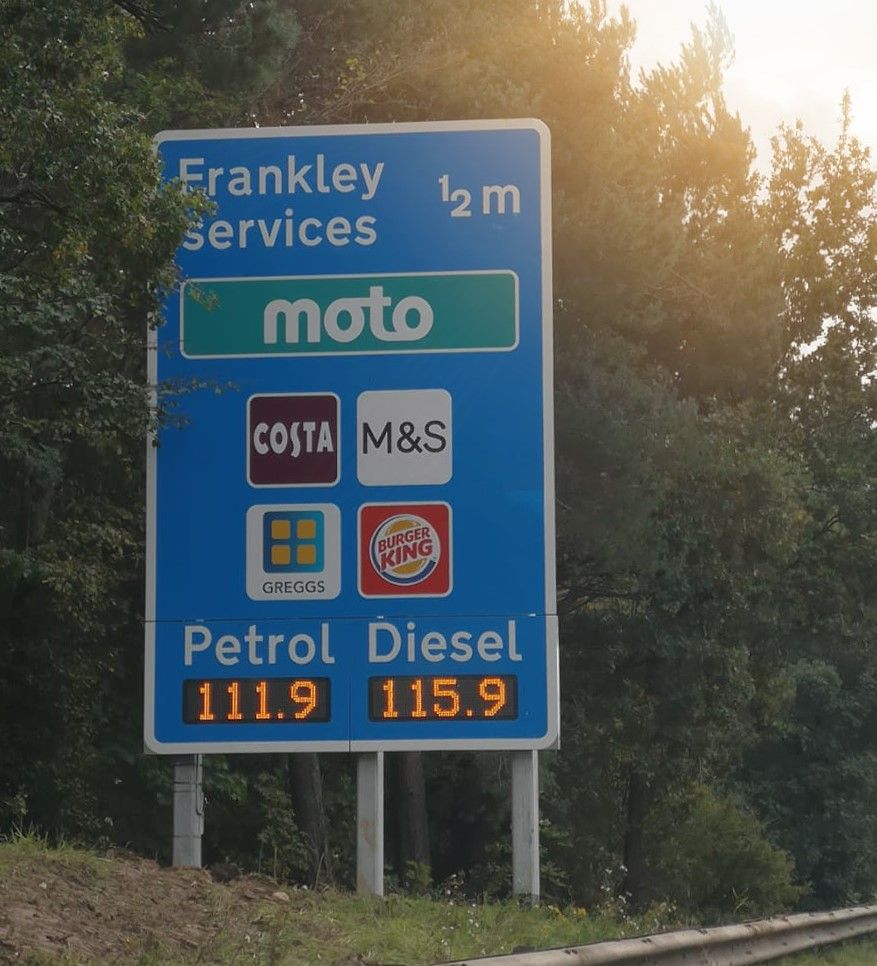 Frankley
services
½ m
moto
COSTA
M&S
GREGGS
BURGER
KING
Petrol Diesel
111.9 115.9